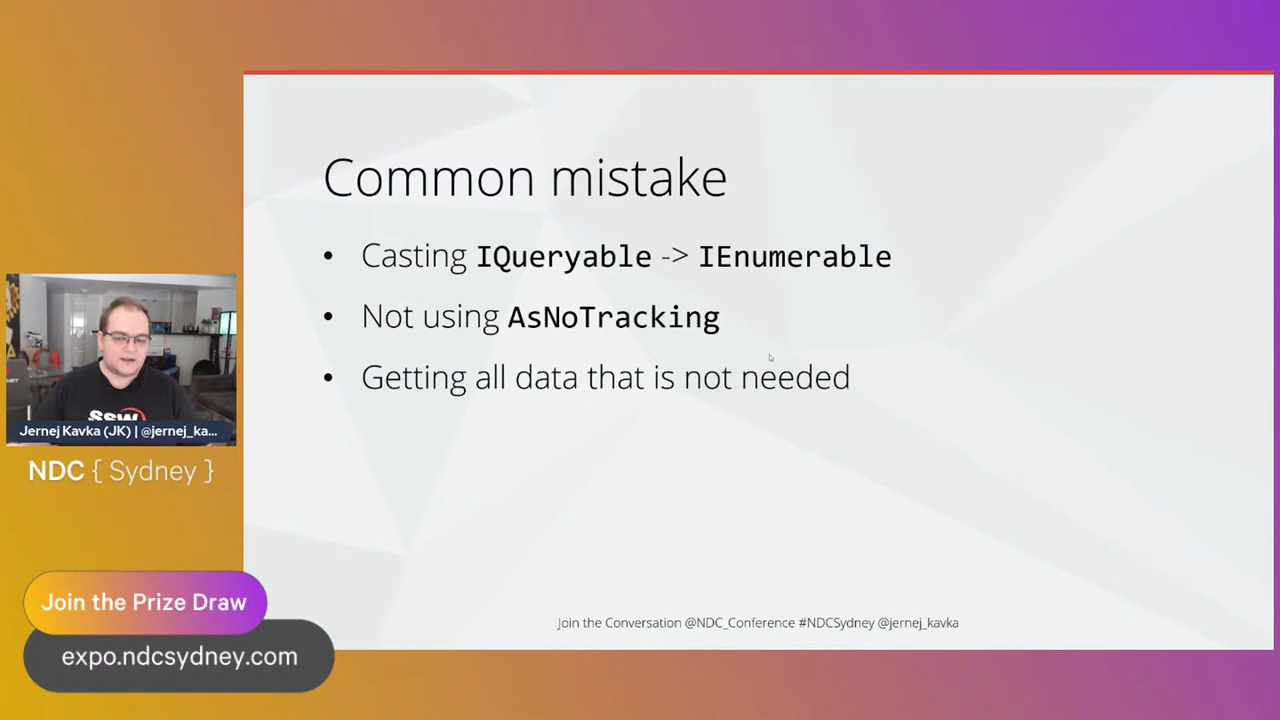 Common mistake
• Casting IQueryable -> IEnumerable
• Not using AsNoTracking
• Getting all data that is not needed
SSW
Jernej Kavka (JK) | @jernej_ka...
NDC { Sydney }
Join the Prize Draw
expo.ndcsydney.com
Join the Conversation @NDC_Conference #NDCSydney @jernej_kavka